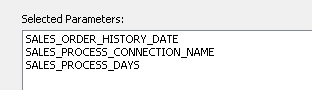 Selected Parameters:
SALES_ORDER_HISTORY_DATE
SALES_PROCESS_CONNECTION_NAME
SALES_PROCESS_DAYS